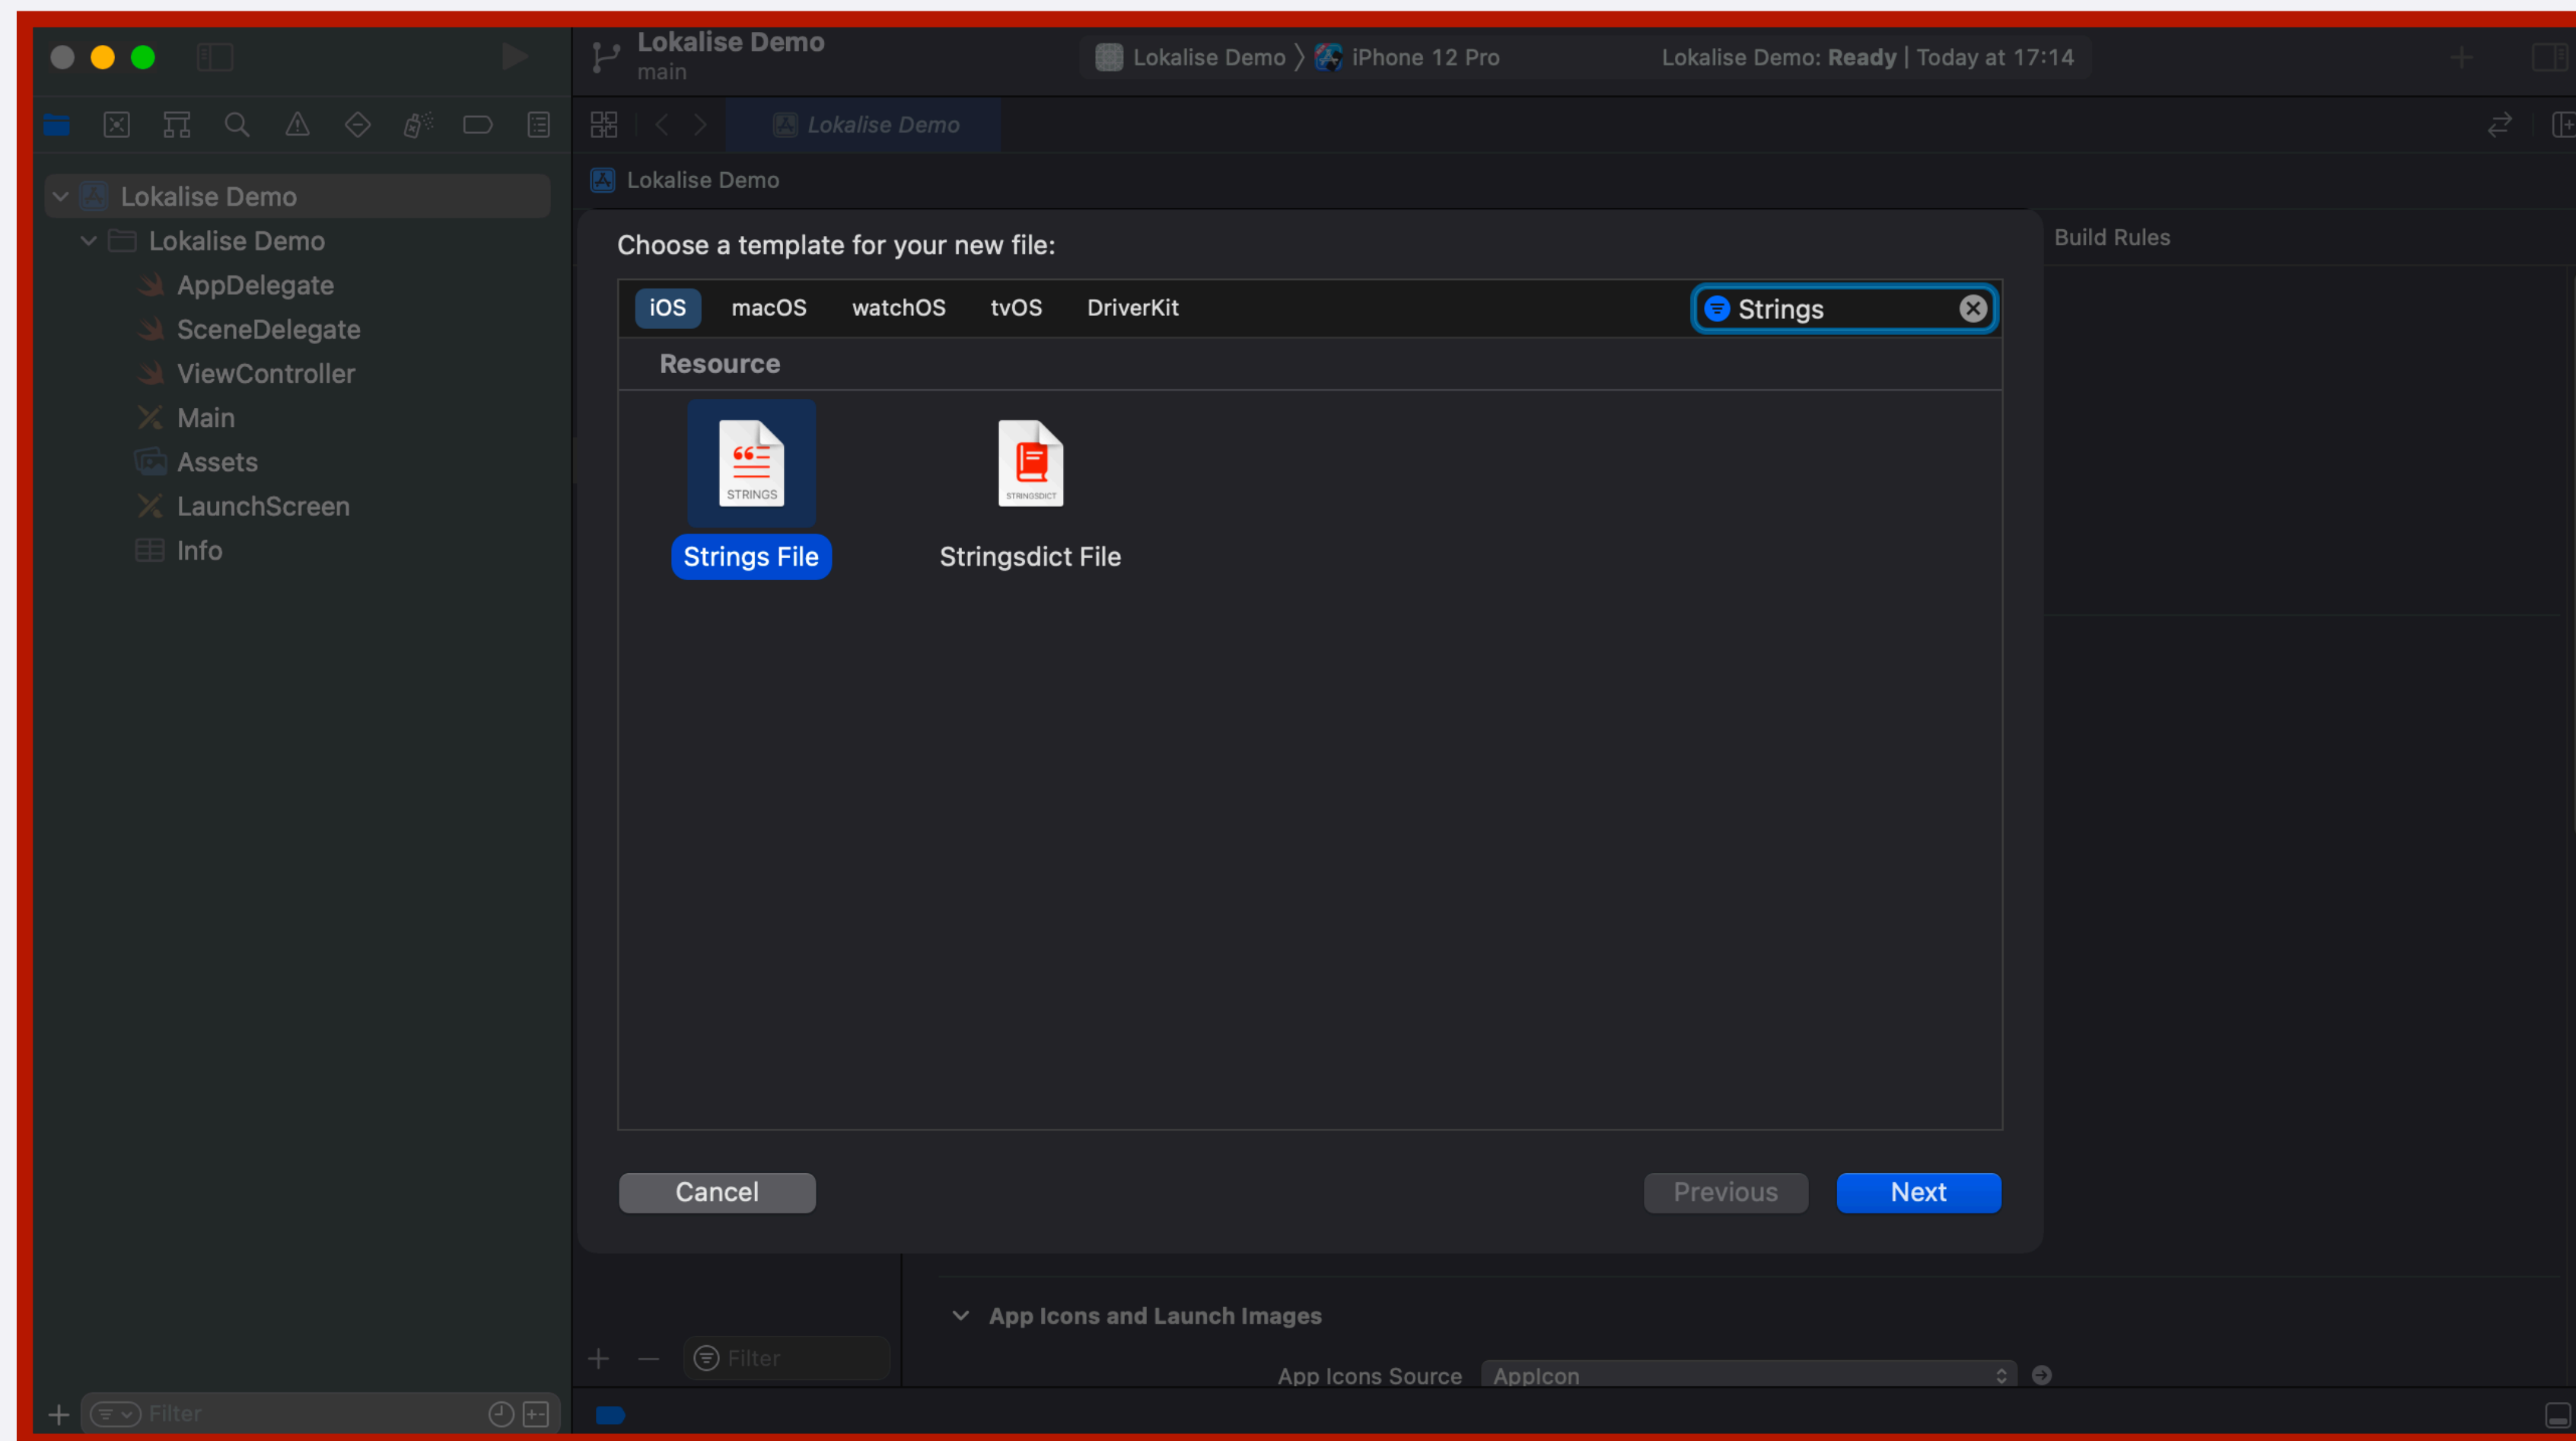 Lokalise Demo
main
Lokalise Demo
iPhone 12 Pro
Lokalise Demo: Ready | Today at 17:14
Lokalise Demo
Lokalise Demo
Lokalise Demo
Lokalise Demo
AppDelegate
SceneDelegate
ViewController
Main
Assets
LaunchScreen
Info
Build Rules
Choose a template for your new file:
iOS
macOS
watchOS
tvOS
DriverKit
Strings
Resource
STRINGS
STRINGSDICT
Strings File
Stringsdict File
Cancel
Previous
Next
App Icons and Launch Images
Filter
App Icons Source
AppIcon
Filter